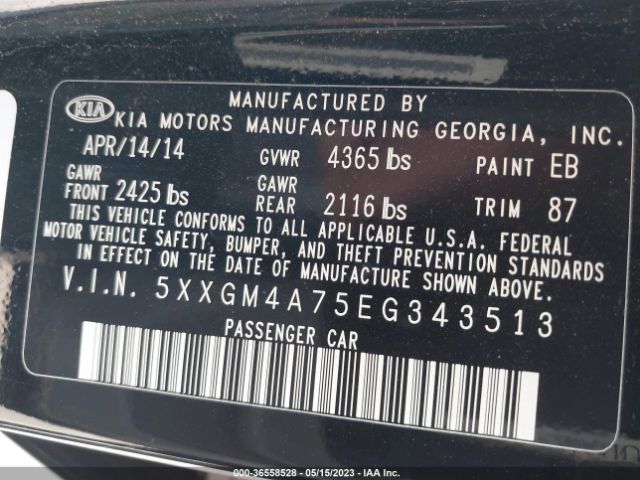 MANUFACTURED BY
KIA KIA MOTORS MANUFACTURING GEORGIA, INC.
APR/14/14 GVWR 4365 lbs PAINT EB
GAWR FRONT 2425 lbs GAWR REAR 2116 lbs TRIM 87
THIS VEHICLE CONFORMS TO ALL APPLICABLE U.S.A. FEDERAL
MOTOR VEHICLE SAFETY, BUMPER, AND THEFT PREVENTION STANDARDS
IN EFFECT ON THE DATE OF MANUFACTURE SHOWN ABOVE.
V.I.N. 5XXGM4A75EG343513
PASSENGER CAR
000-36558528 - 05/15/2023 - IAA Inc.